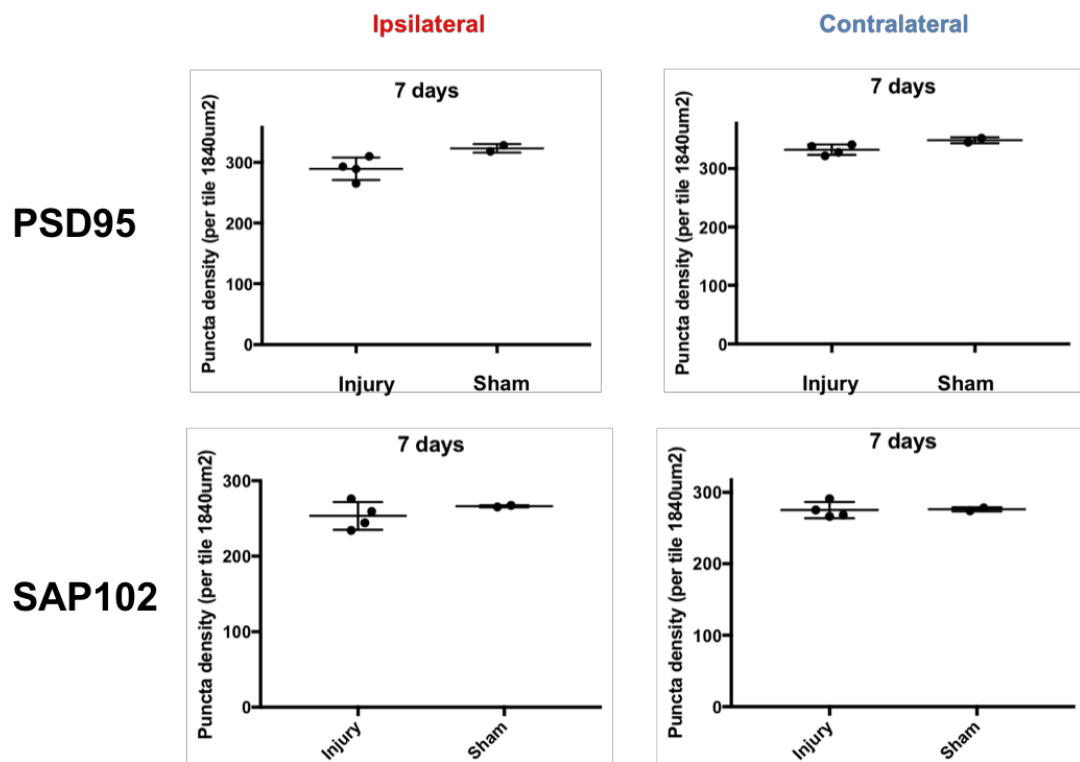 Ipsilateral
Contralateral
PSD95
7 days
Puncta density (per tile 1840um2)
300
200
100
0
Injury
Sham
7 days
Puncta density (per tile 1840um2)
300
200
100
0
Injury
Sham
SAP102
7 days
Puncta density (per tile 1840um2)
300
200
100
0
Injury
Sham
7 days
Puncta density (per tile 1840um2)
300
200
100
0
Injury
Sham